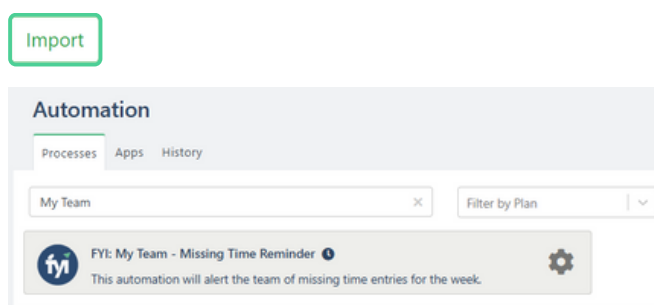 Import
Automation
Processes Apps History
My Team Filter by Plan
fyi FYI: My Team - Missing Time Reminder
This automation will alert the team of missing time entries for the week.